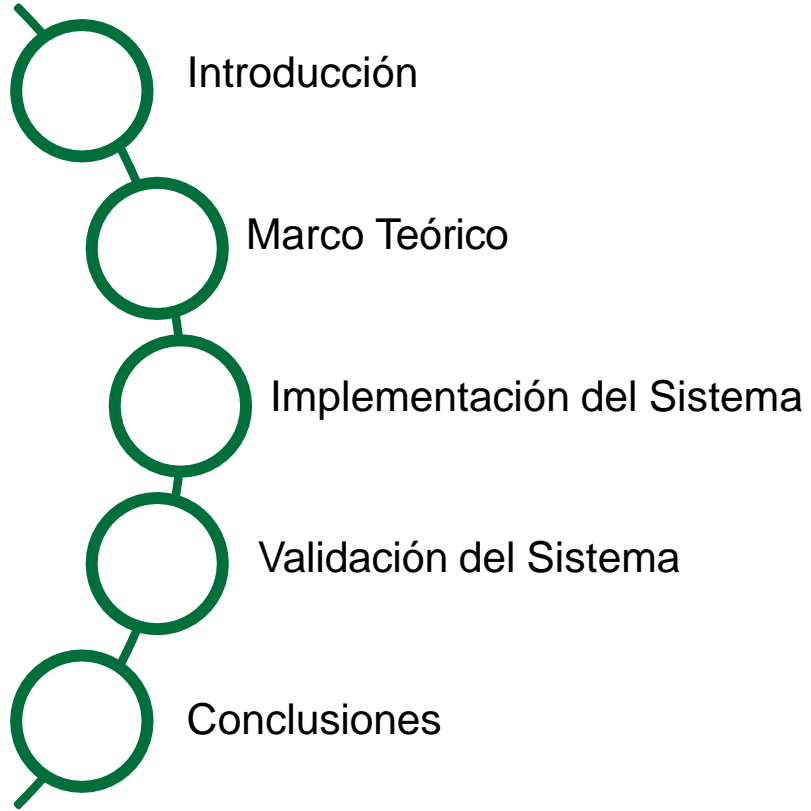 Introducción
Marco Teórico
Implementación del Sistema
Validación del Sistema
Conclusiones